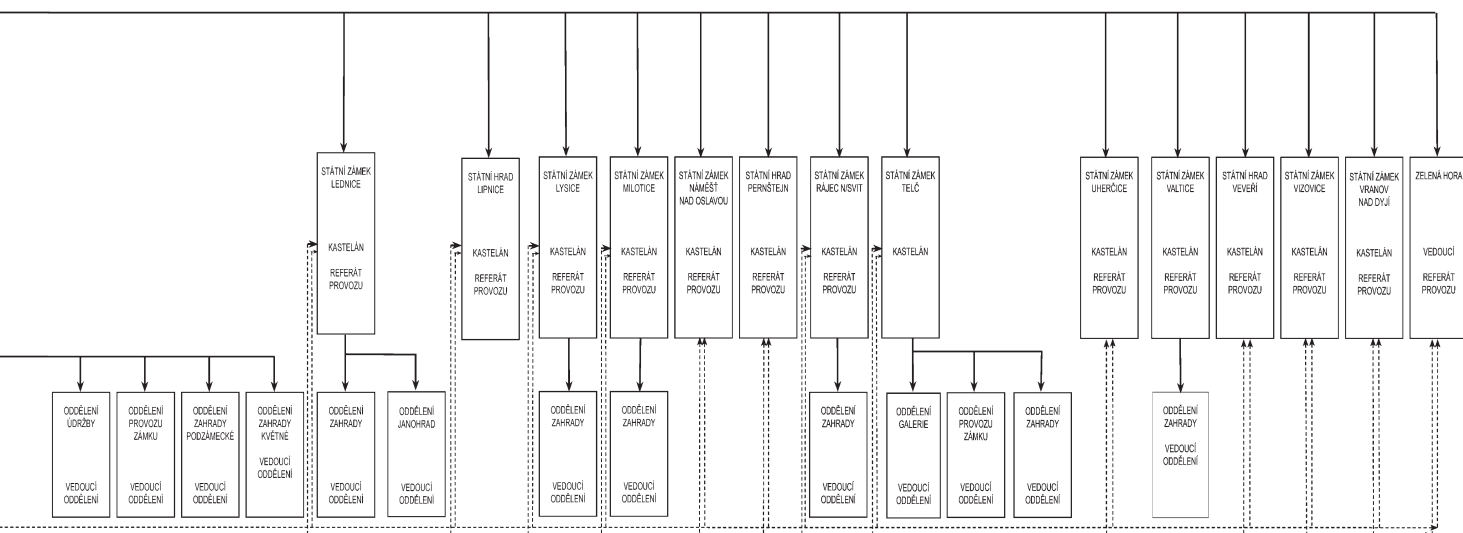 STÁTNÍ ZÁMEK
LEDNICE
KASTELÁN
REFERÁT
PROVOZU
STÁTNÍ HRAD
LIPNICE
KASTELÁN
REFERÁT
PROVOZU
STÁTNÍ ZÁMEK
LYSICE
KASTELÁN
REFERÁT
PROVOZU
STÁTNÍ ZÁMEK
MILOTICE
KASTELÁN
REFERÁT
PROVOZU
STÁTNÍ ZÁMEK
NÁMĚŠŤ
NAD OSLAVOU
KASTELÁN
REFERÁT
PROVOZU
STÁTNÍ HRAD
PERNŠTEJN
KASTELÁN
REFERÁT
PROVOZU
STÁTNÍ ZÁMEK
RÁJEC N/SVIT
KASTELÁN
REFERÁT
PROVOZU
STÁTNÍ ZÁMEK
TELČ
KASTELÁN
STÁTNÍ ZÁMEK
UHERČICE
KASTELÁN
REFERÁT
PROVOZU
STÁTNÍ ZÁMEK
VALTICE
KASTELÁN
REFERÁT
PROVOZU
STÁTNÍ HRAD
VEVEŘÍ
KASTELÁN
REFERÁT
PROVOZU
STÁTNÍ ZÁMEK
VIZOVICE
KASTELÁN
REFERÁT
PROVOZU
STÁTNÍ ZÁMEK
VRANOV
NAD DYJÍ
KASTELÁN
REFERÁT
PROVOZU
ZELENÁ HORA
VEDOUCÍ
REFERÁT
PROVOZU
ODDĚLENÍ
ÚDRŽBY
VEDOUCÍ
ODDĚLENÍ
ODDĚLENÍ
PROVOZU
ZÁMKU
VEDOUCÍ
ODDĚLENÍ
ODDĚLENÍ
ZAHRADY
PODZÁMECKÉ
VEDOUCÍ
ODDĚLENÍ
ODDĚLENÍ
ZAHRADY
KVĚTNÉ
VEDOUCÍ
ODDĚLENÍ
ODDĚLENÍ
ZAHRADY
VEDOUCÍ
ODDĚLENÍ
ODDĚLENÍ
JANOHRAD
VEDOUCÍ
ODDĚLENÍ
ODDĚLENÍ
ZAHRADY
VEDOUCÍ
ODDĚLENÍ
ODDĚLENÍ
ZAHRADY
VEDOUCÍ
ODDĚLENÍ
ODDĚLENÍ
ZAHRADY
VEDOUCÍ
ODDĚLENÍ
ODDĚLENÍ
GALERIE
VEDOUCÍ
ODDĚLENÍ
ODDĚLENÍ
PROVOZU
ZÁMKU
VEDOUCÍ
ODDĚLENÍ
ODDĚLENÍ
ZAHRADY
VEDOUCÍ
ODDĚLENÍ
ODDĚLENÍ
ZAHRADY
VEDOUCÍ
ODDĚLENÍ